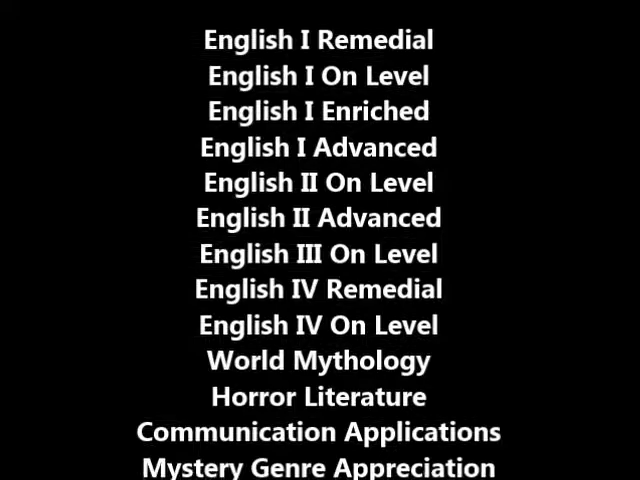 English I Remedial
English I On Level
English I Enriched
English I Advanced
English II On Level
English II Advanced
English III On Level
English IV Remedial
English IV On Level
World Mythology
Horror Literature
Communication Applications
Mystery Genre Appreciation